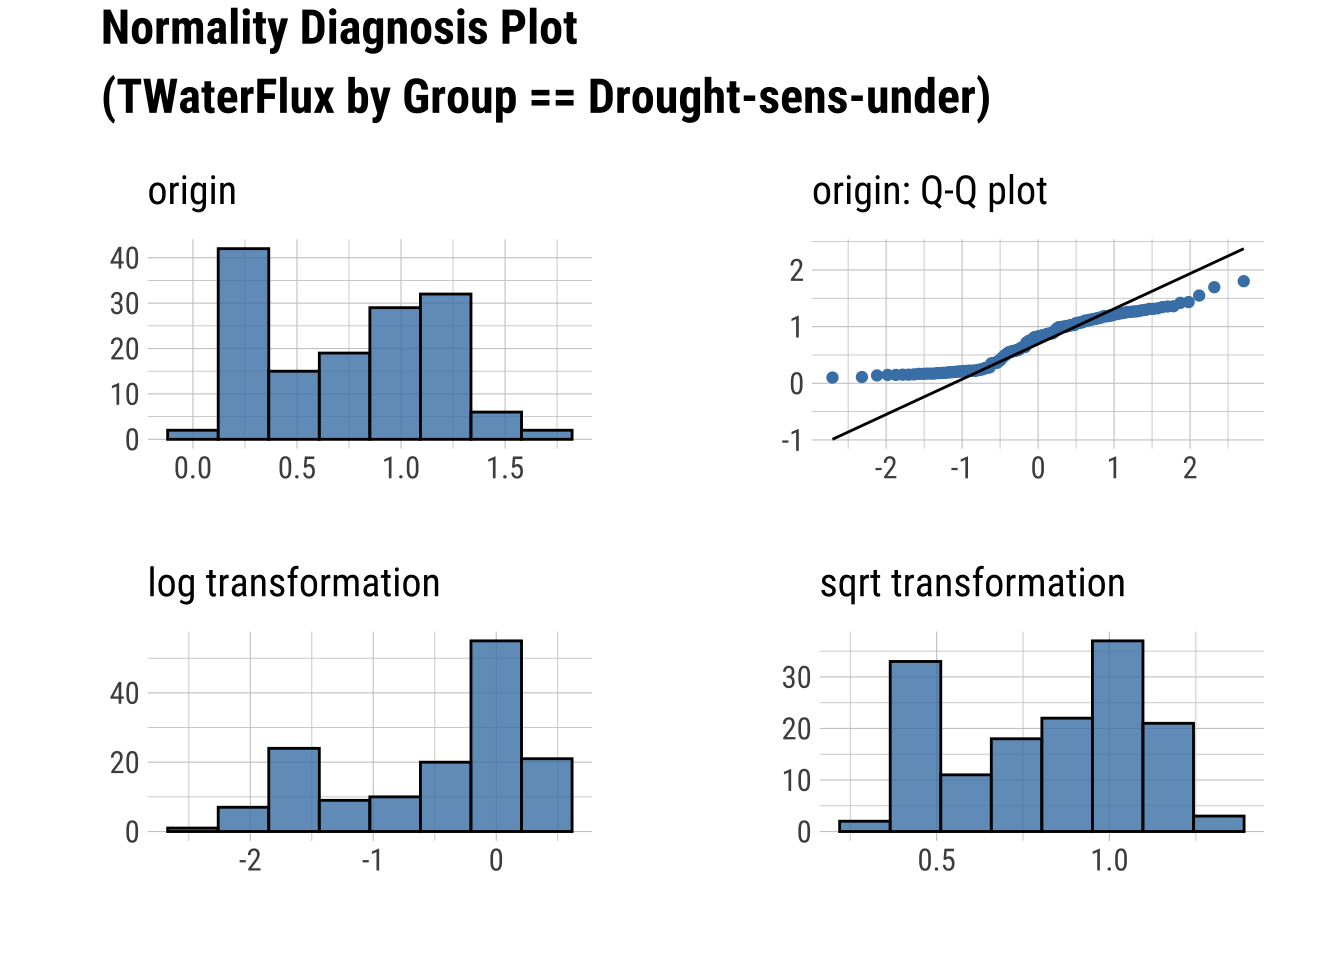 Normality Diagnosis Plot
(TWaterFlux by Group == Drought-sens-under)
origin
40
30
20
10
0
0.0 0.5 1.0 1.5
origin: Q-Q plot
2
1
0
-1
-2 -1 0 1 2
log transformation
40
20
0
-2 -1 0
sqrt transformation
30
20
10
0
0.5 1.0